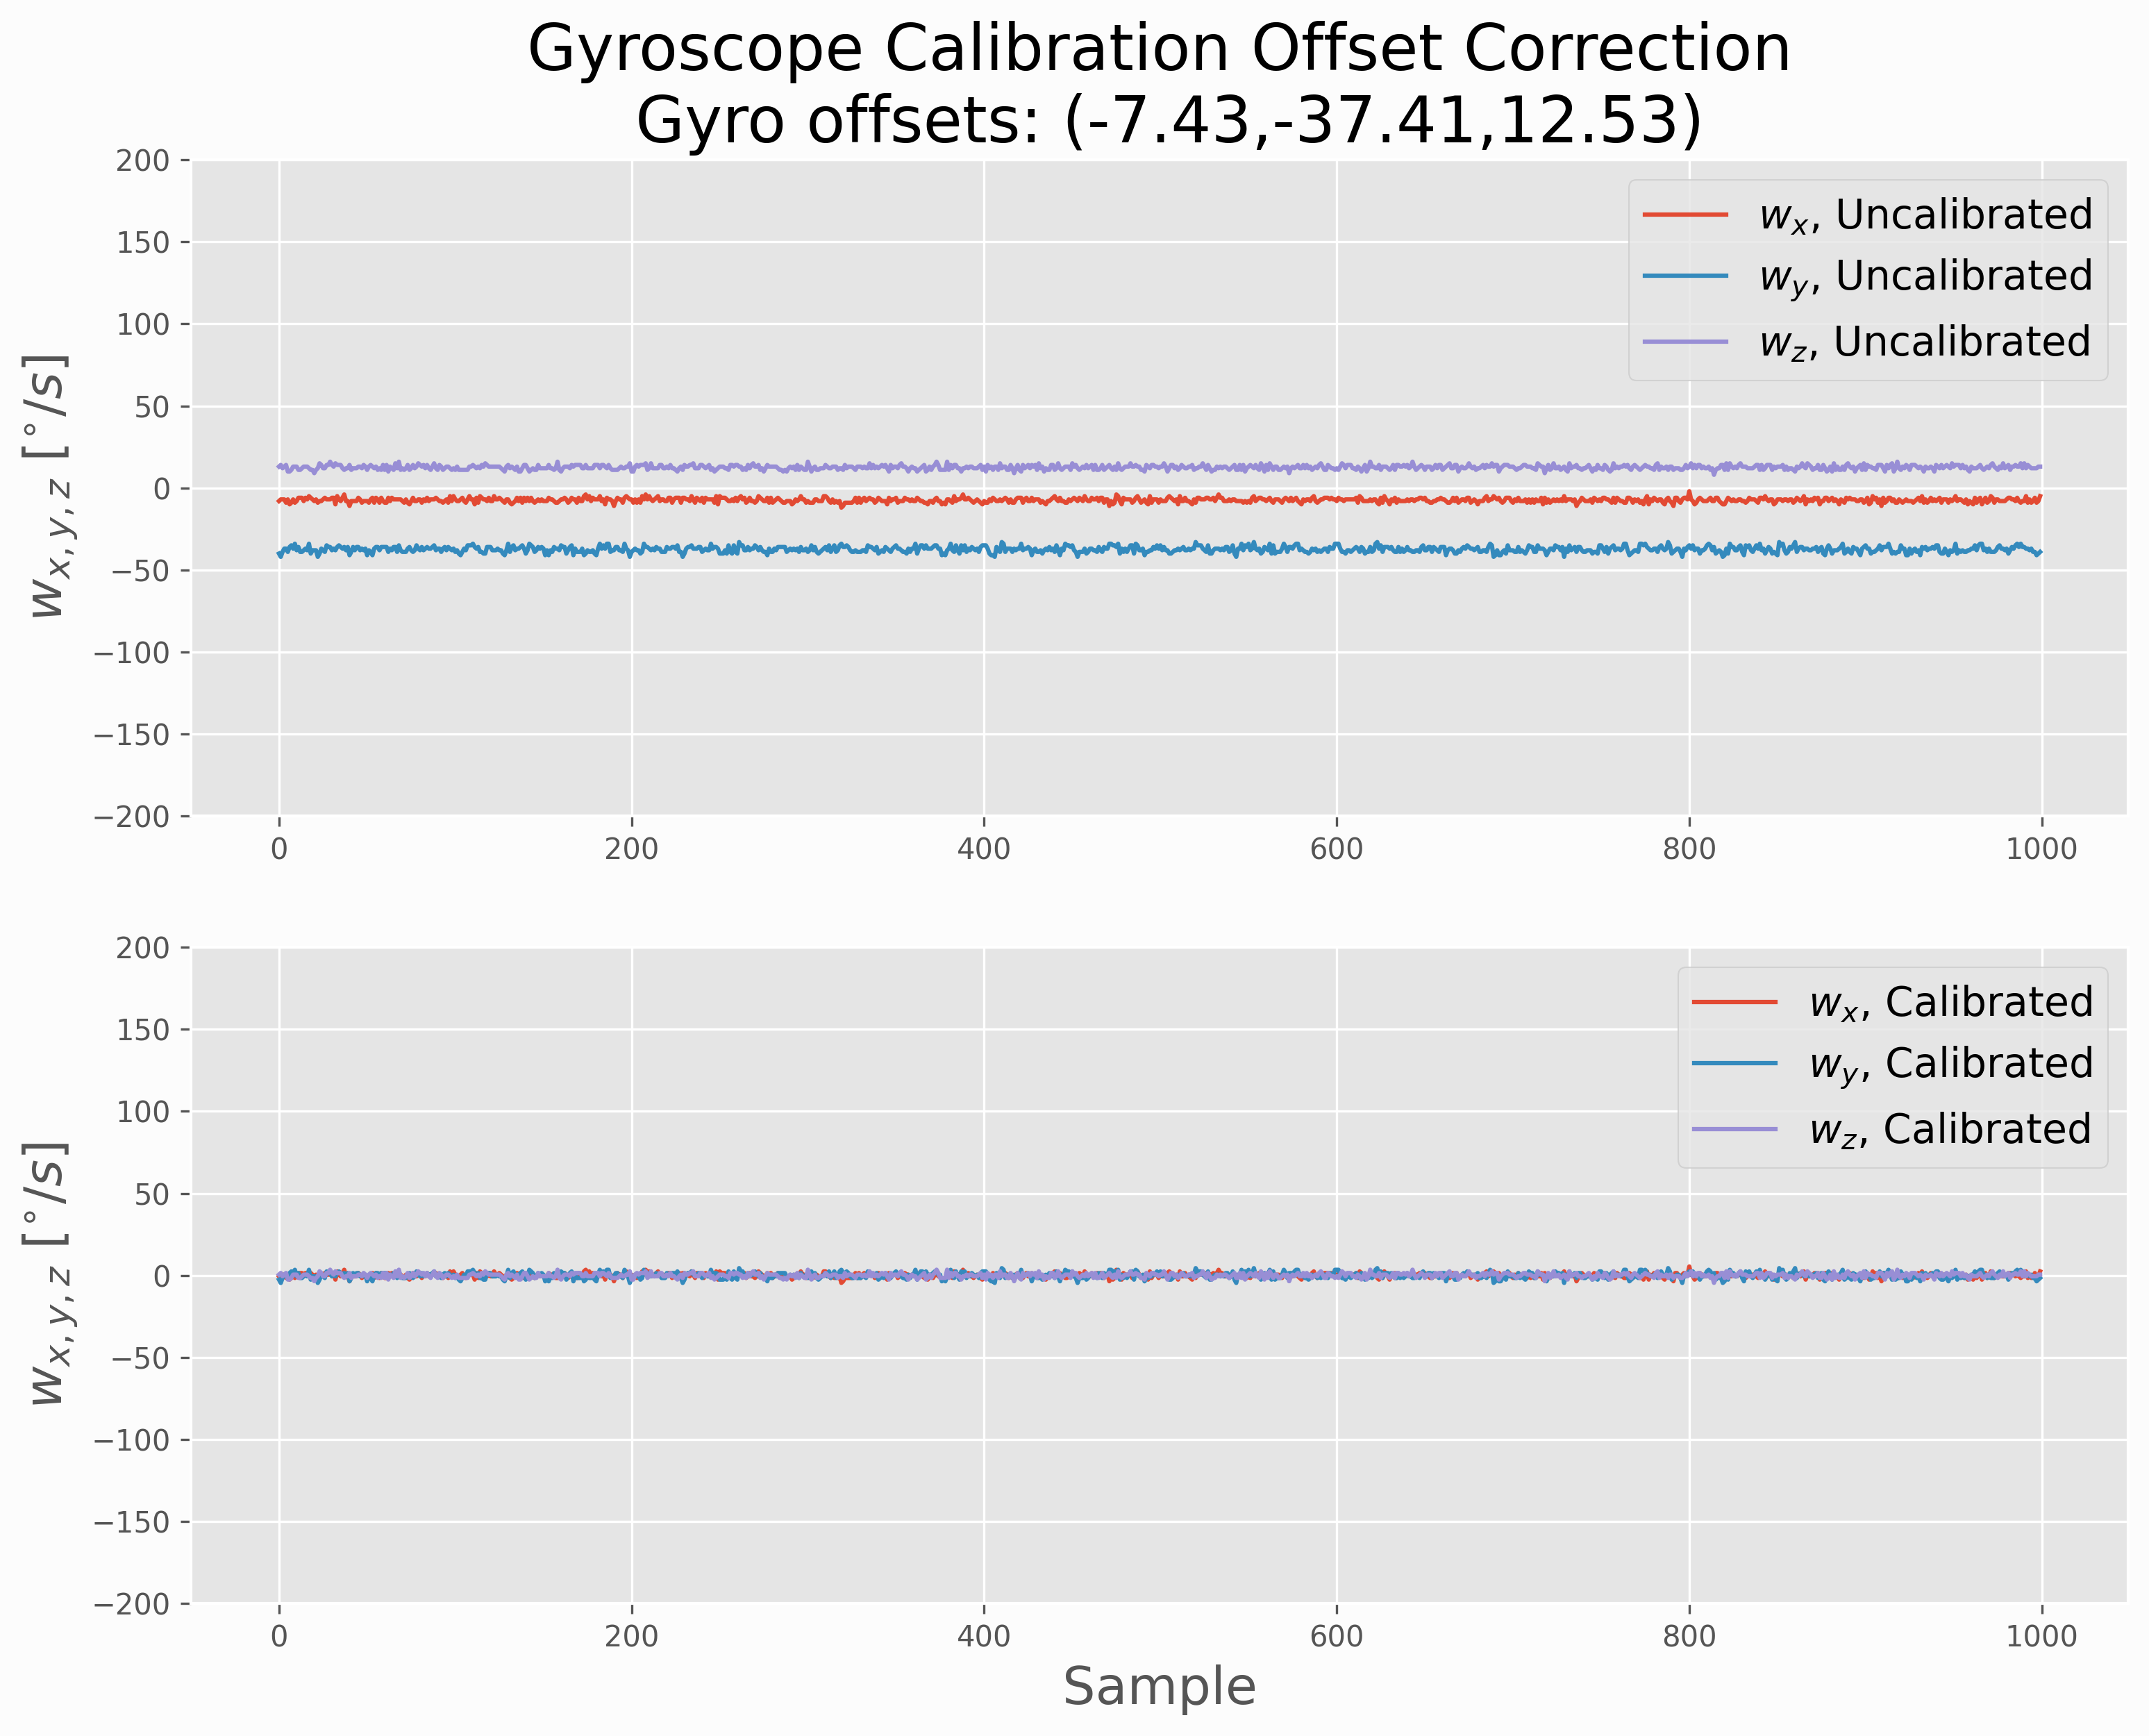 Gyroscope Calibration Offset Correction
Gyro offsets: (-7.43,-37.41,12.53)
200
150
100
50
0
−50
−100
−150
−200
w_x,y,z [°/s]
w_x, Uncalibrated
w_y, Uncalibrated
w_z, Uncalibrated
0 200 400 600 800 1000
200
150
100
50
0
−50
−100
−150
−200
w_x,y,z [°/s]
w_x, Calibrated
w_y, Calibrated
w_z, Calibrated
0 200 400 600 800 1000
Sample